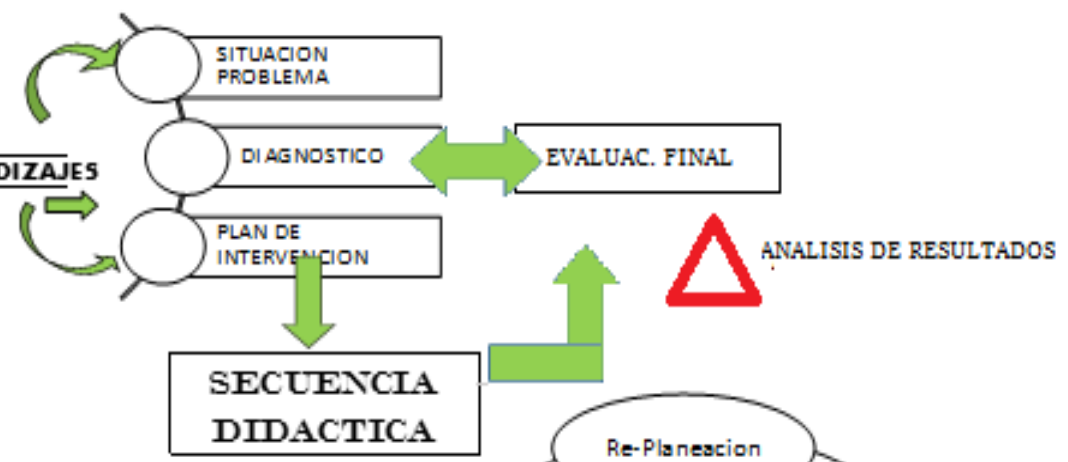 SITUACION
PROBLEMA
DIAGNOSTICO
EVALUAC. FINAL
DIZAJES
PLAN DE
INTERVENCION
ANALISIS DE RESULTADOS
SECUENCIA
DIDACTICA
Re-Planeacion